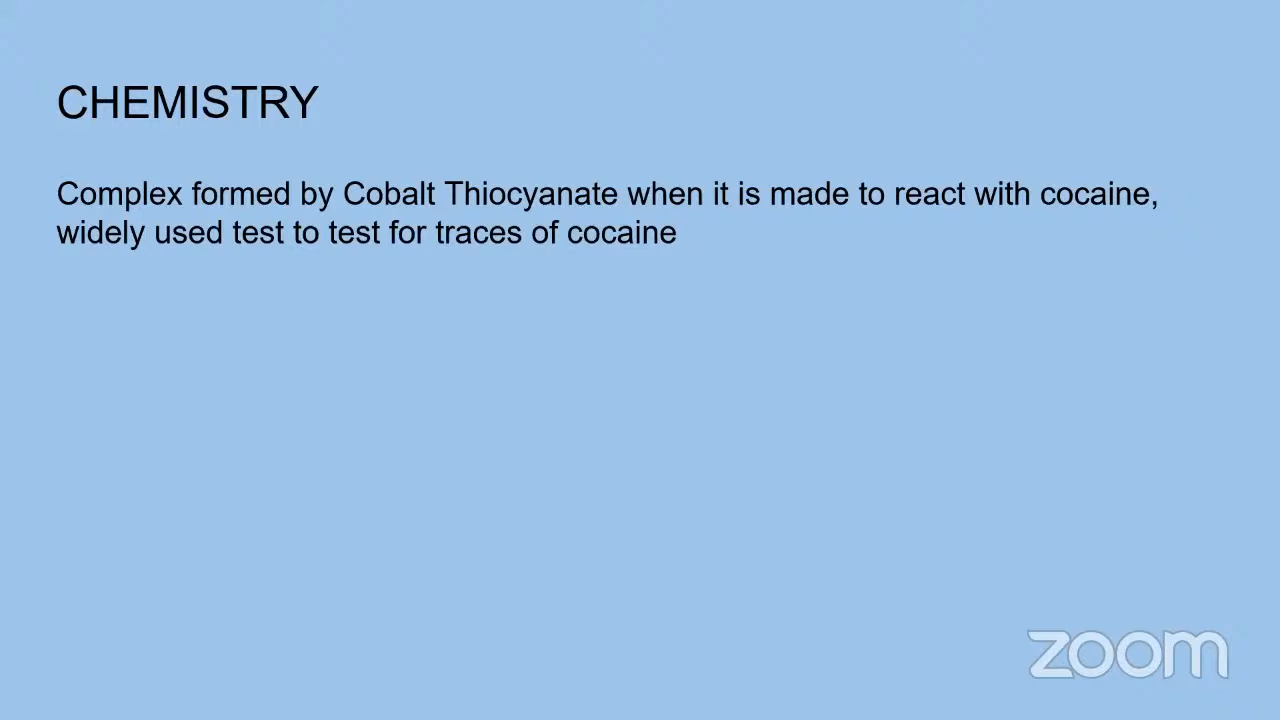 CHEMISTRY
Complex formed by Cobalt Thiocyanate when it is made to react with cocaine,
widely used test to test for traces of cocaine
zoom